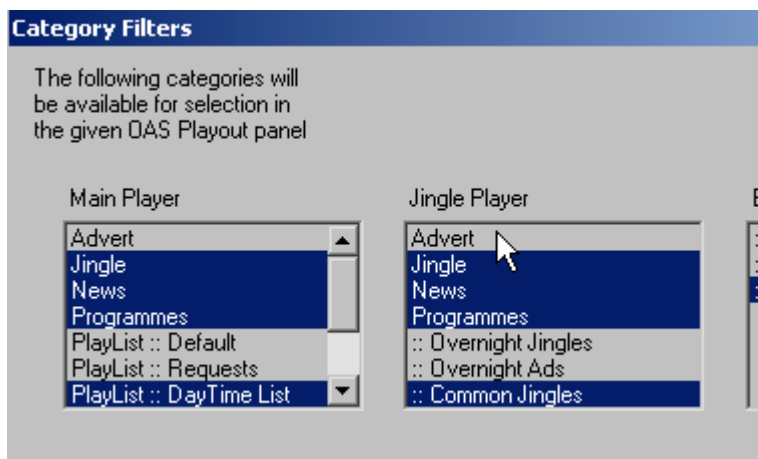 Category Filters
The following categories will
be available for selection in
the given OAS Playout panel
Main Player
Advert
Jingle
News
Programmes
PlayList :: Default
PlayList :: Requests
PlayList :: DayTime List
Jingle Player
Advert
Jingle
News
Programmes
:: Overnight Jingles
:: Overnight Ads
:: Common Jingles